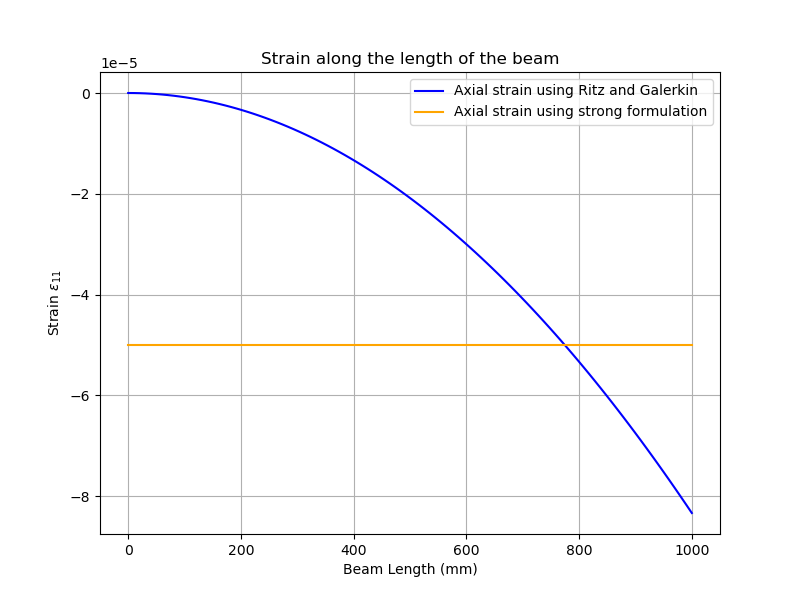 Strain along the length of the beam
1e−5
Axial strain using Ritz and Galerkin
Axial strain using strong formulation
0
−2
−4
−6
−8
Strain ε₁₁
0 200 400 600 800 1000
Beam Length (mm)